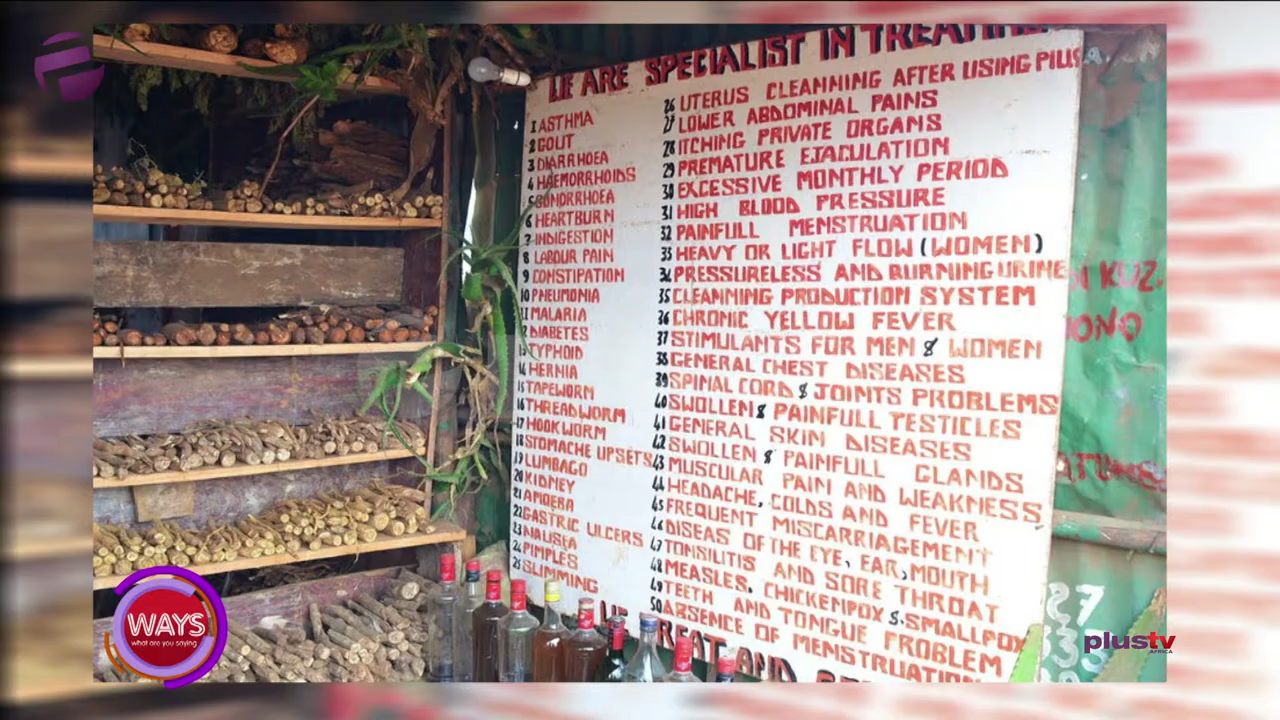 WE ARE SPECIALIST IN TREATING
1 ASTHMA
2 GOUT
3 DIARRHOEA
4 HAEMORRHOIDS
5 GONORRHOEA
6 HEARTBURN
7 INDIGESTION
8 LABOUR PAIN
9 CONSTIPATION
10 PNEUMONIA
11 MALARIA
12 DIABETES
13 TYPHOID
14 HERNIA
15 TAPEWORM
16 THREADWORM
17 HOOKWORM
18 STOMACHE UPSETS
19 LUMBAGO
20 KIDNEY
21 AMOEBA
22 GASTRIC ULCERS
23 NAUSEA
24 PIMPLES
25 SLIMMING
26 UTERUS CLEANNING AFTER USING PILLS
27 LOWER ABDOMINAL PAINS
28 ITCHING PRIVATE ORGANS
29 PREMATURE EJACULATION
30 EXCESSIVE MONTHLY PERIOD
31 HIGH BLOOD PRESSURE
32 PAINFULL MENSTRUATION
33 HEAVY OR LIGHT FLOW (WOMEN)
34 PRESSURELESS AND BURNING URINE
35 CLEANNING PRODUCTION SYSTEM
36 CHRONIC YELLOW FEVER
37 STIMULANTS FOR MEN & WOMEN
38 GENERAL CHEST DISEASES
39 SPINAL CORD & JOINTS PROBLEMS
40 SWOLLEN & PAINFULL TESTICLES
41 GENERAL SKIN DISEASES
42 SWOLLEN & PAINFULL GLANDS
43 MUSCULAR PAIN AND WEAKNESS
44 HEADACHE, COLDS AND FEVER
45 FREQUENT MISCARRIAGEMENT
46 DISEAS OF THE EYE, EAR, MOUTH
47 TONSILITIS AND SORE THROAT
48 MEASLES, CHICKENPOX & SMALLPOX
49 TEETH AND TONGUE PROBLEM
50 ABSENCE OF MENSTRUATION
TREAT AND
WAYS
what are you saying
plustv
AFRICA